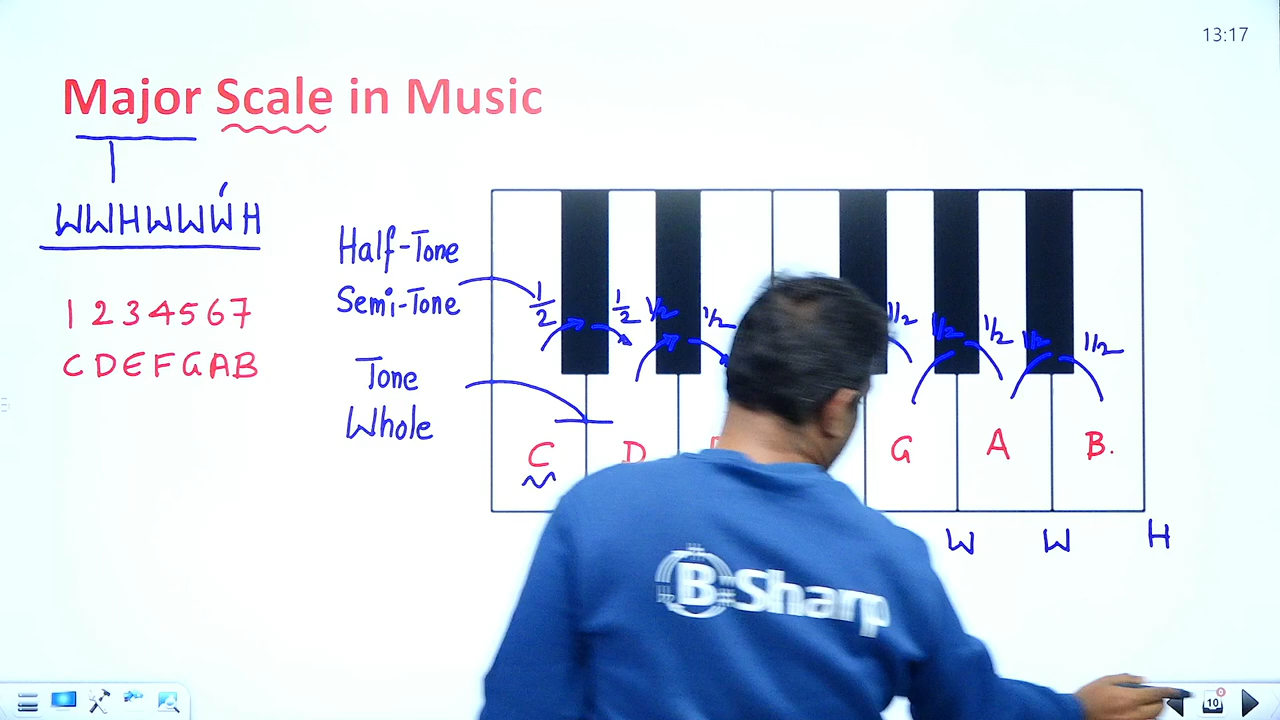 13:17
Major Scale in Music
WWHWWWH
Half-Tone
Semi-Tone
1/2 1/2 1/2 1/2 1/2 1/2 1/2 1/2 1/2
1234567
CDEFGAB
Tone
Whole
C D G A B.
W W H
B Sharp
10